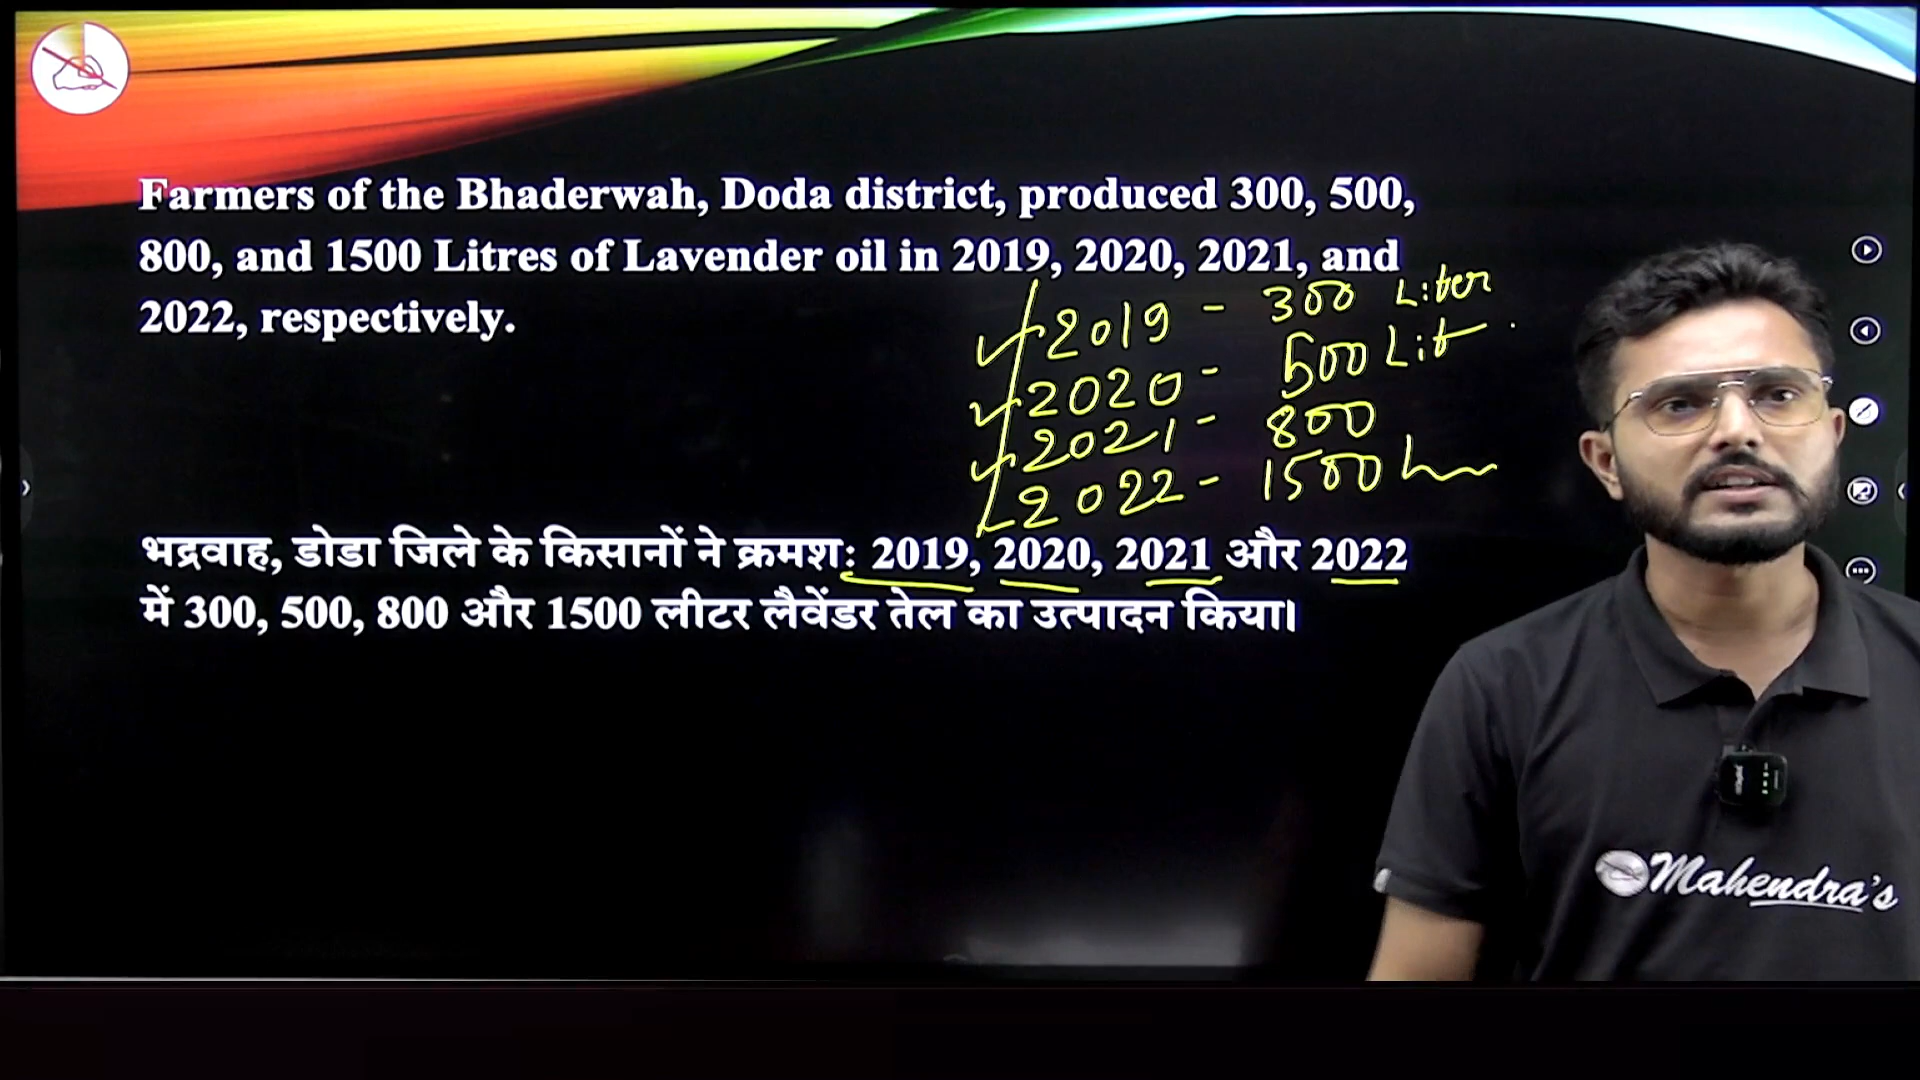 Farmers of the Bhaderwah, Doda district, produced 300, 500,
800, and 1500 Litres of Lavender oil in 2019, 2020, 2021, and
2022, respectively.
2019 - 300 Liter
2020 - 500 Lit
2021 - 800
2022 - 1500
भद्रवाह, डोडा जिले के किसानों ने क्रमश: 2019, 2020, 2021 और 2022
में 300, 500, 800 और 1500 लीटर लैवेंडर तेल का उत्पादन किया।
Mahendra's